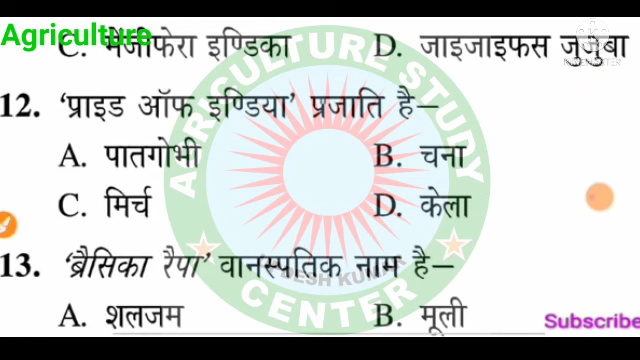 Agriculture
C. मैंजीफेरा इण्डिका D. जाइजाइफस जुजुबा
12. ‘प्राइड ऑफ इण्डिया’ प्रजाति है—
A. पातगोभी B. चना
C. मिर्च D. केला
13. ‘ब्रैसिका रैपा’ वानस्पतिक नाम है—
A. शलजम B. मूली
AGRICULTURE STUDY
CENTER
Subscribe